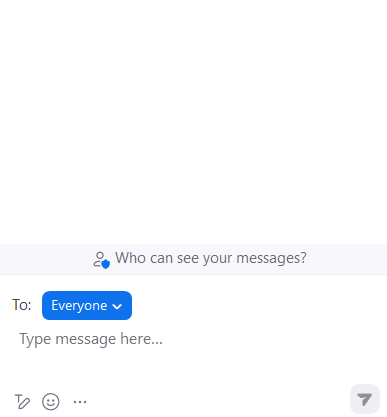 Who can see your messages?
To: Everyone
Type message here...